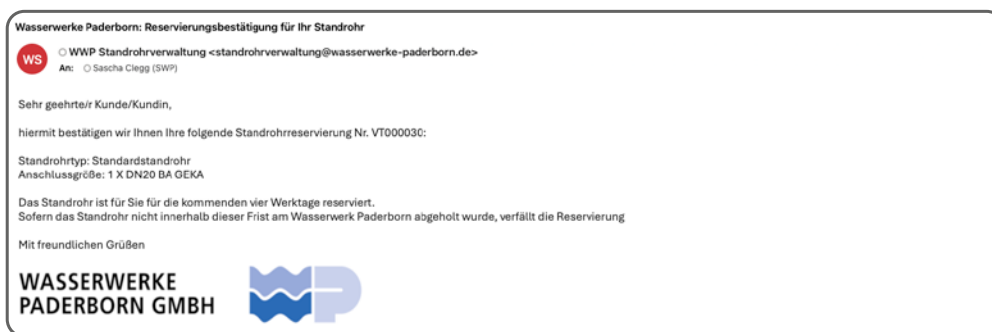 Wasserwerke Paderborn: Reservierungsbestätigung für Ihr Standrohr
WS
WWP Standrohrverwaltung <standrohrverwaltung@wasserwerke-paderborn.de>
An: Sascha Clegg (SWP)
Sehr geehrte/r Kunde/Kundin,
hiermit bestätigen wir Ihnen Ihre folgende Standrohrreservierung Nr. VT000030:
Standrohrtyp: Standardstandrohr
Anschlussgröße: 1 X DN20 BA GEKA
Das Standrohr ist für Sie für die kommenden vier Werktage reserviert.
Sofern das Standrohr nicht innerhalb dieser Frist am Wasserwerk Paderborn abgeholt wurde, verfällt die Reservierung
Mit freundlichen Grüßen
WASSERWERKE
PADERBORN GMBH